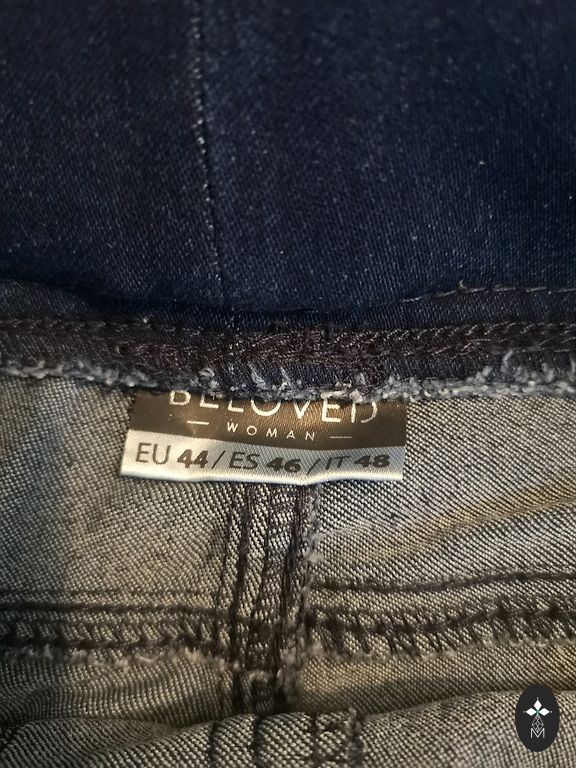 BELOVED
— WOMAN —
EU 44 / ES 46 / IT 48